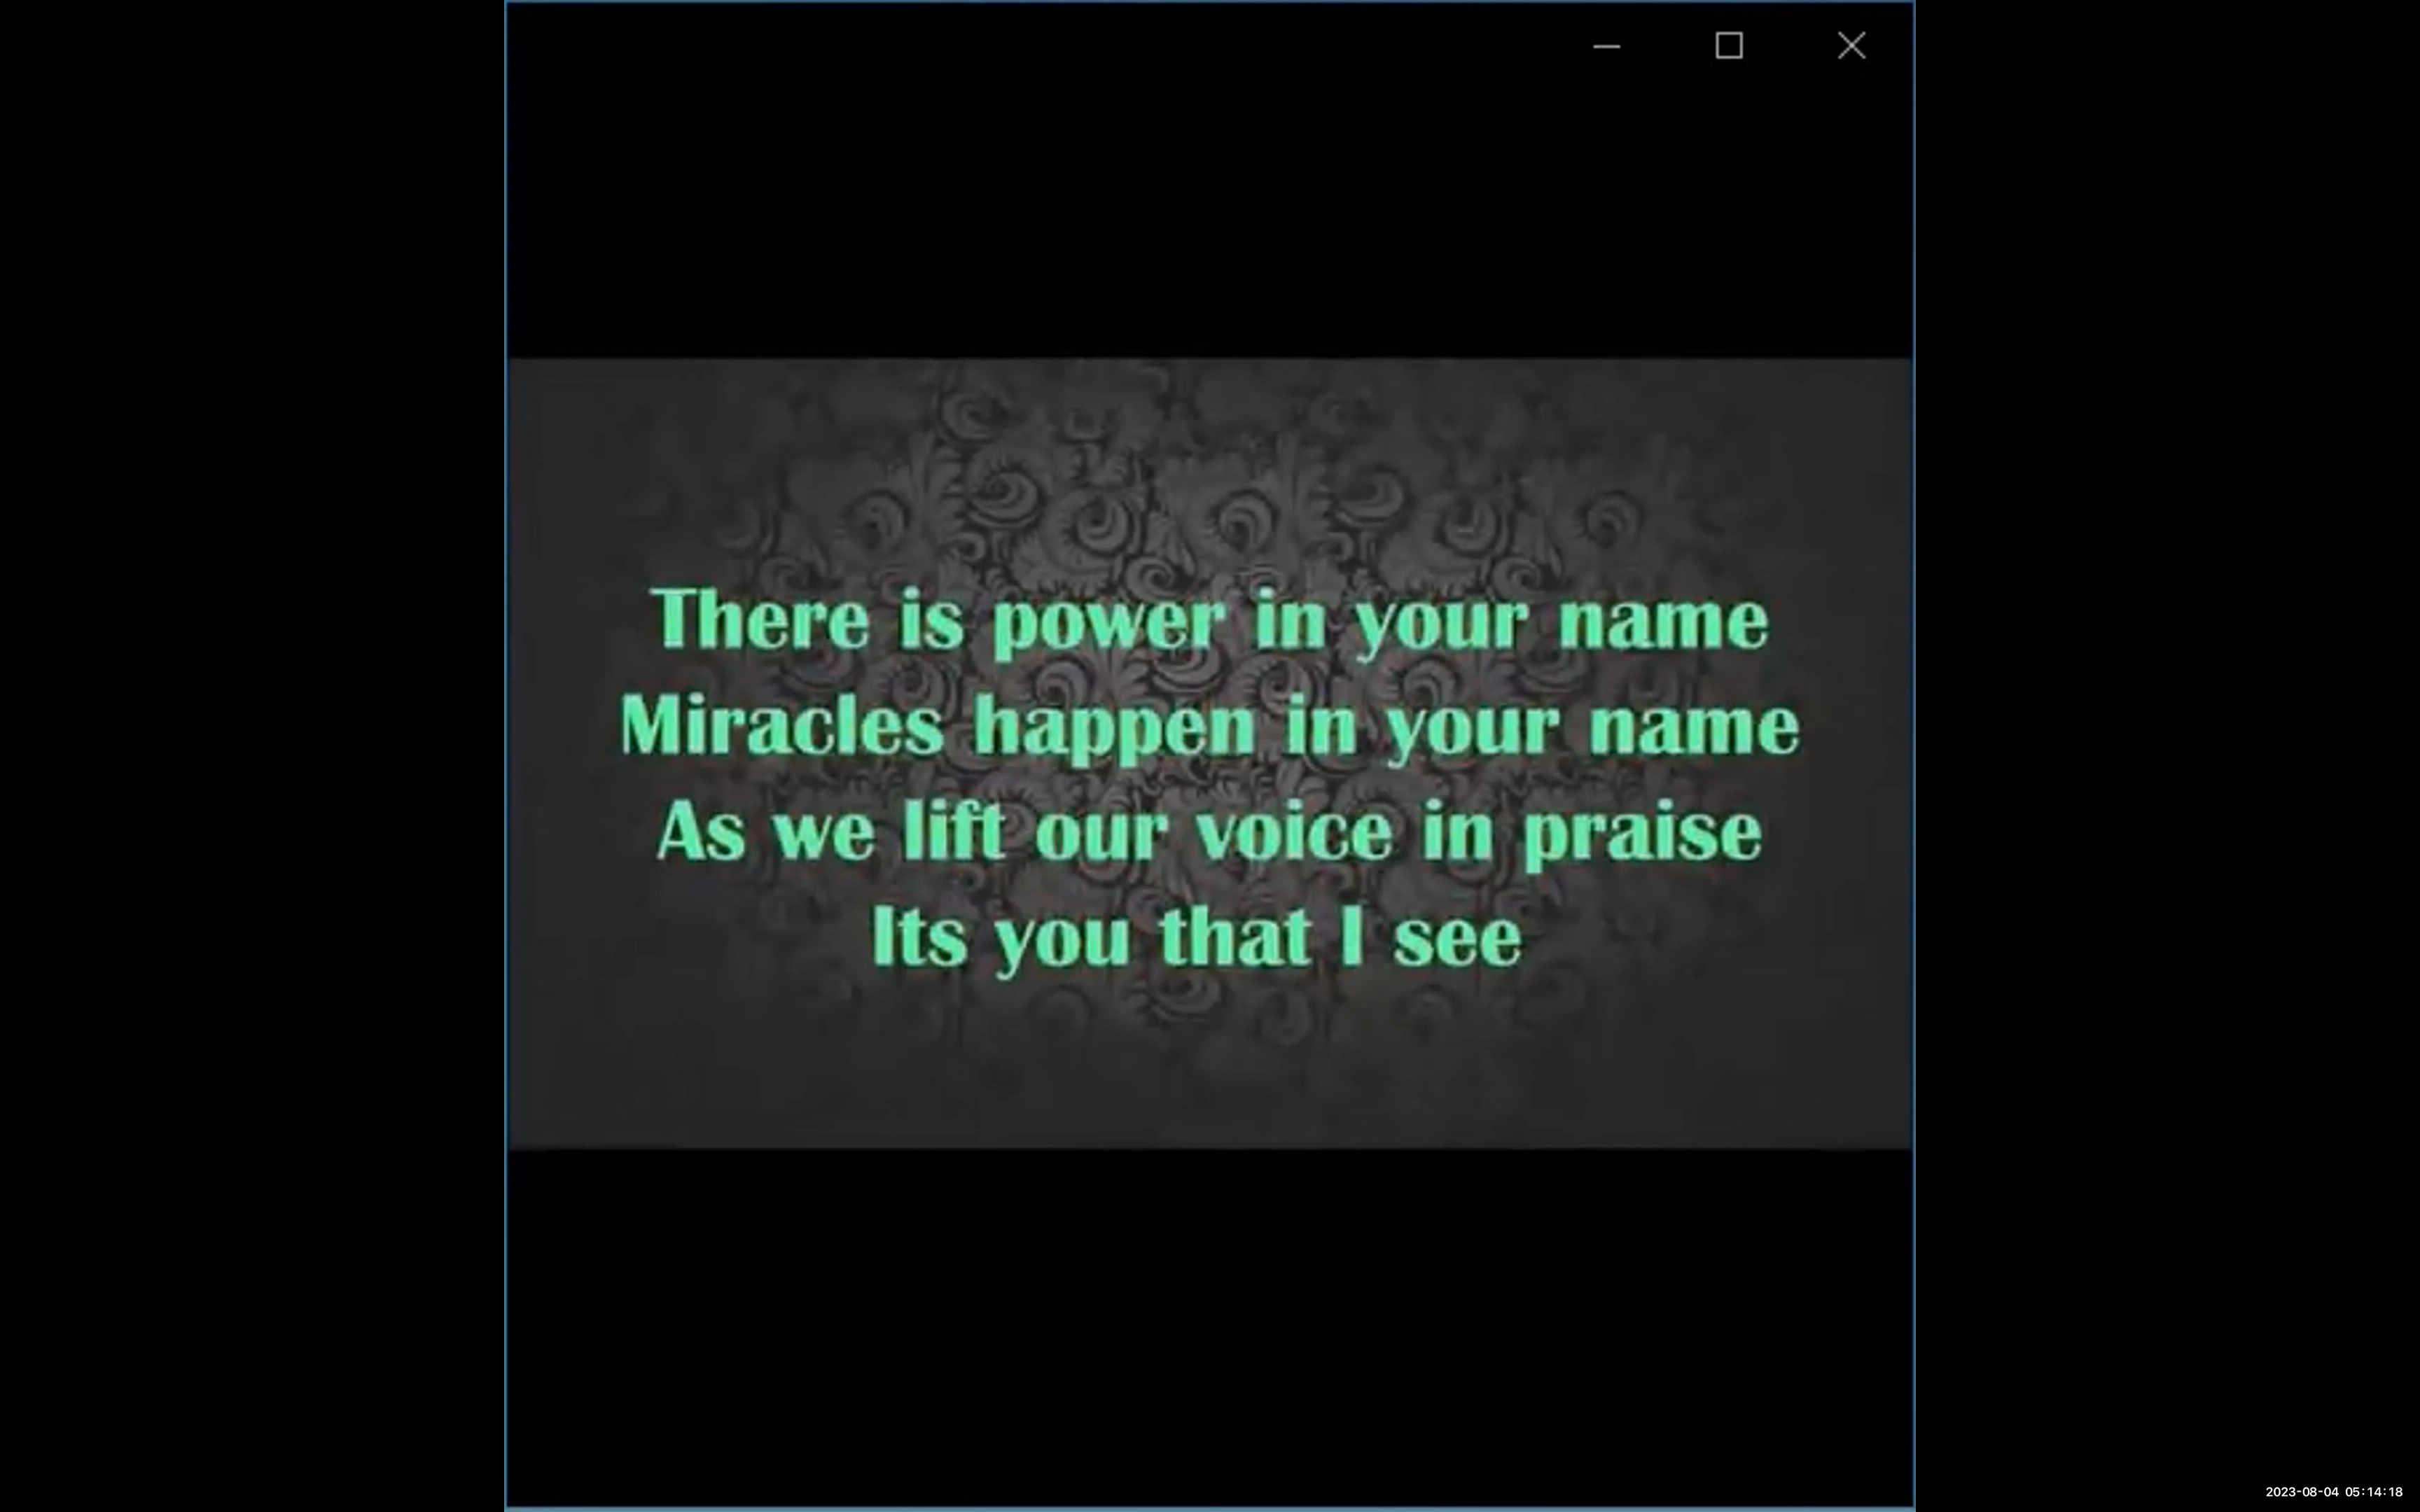 There is power in your name
Miracles happen in your name
As we lift our voice in praise
Its you that I see
2023-08-04 05:14:18